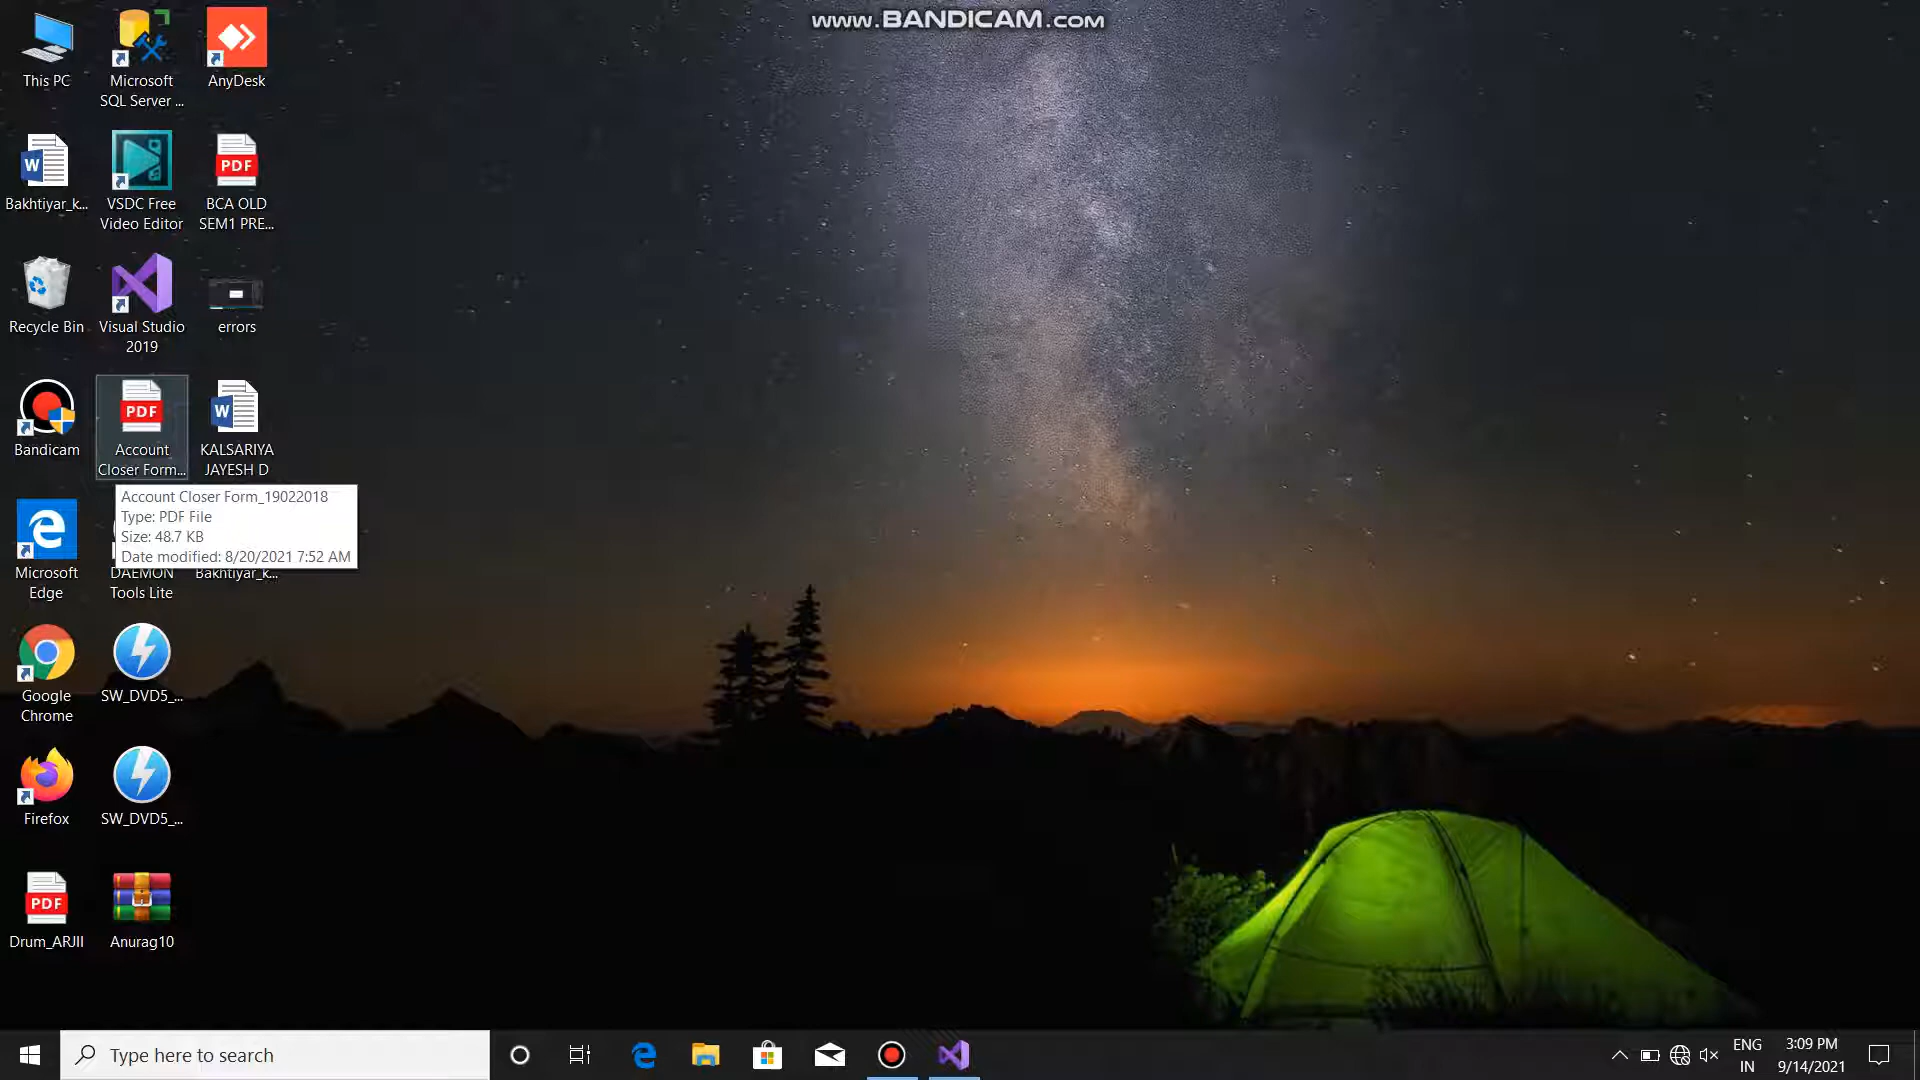 www.BANDICAM.com
This PC
Microsoft
SQL Server ...
AnyDesk
Bakhtiyar_k...
VSDC Free
Video Editor
PDF
BCA OLD
SEM1 PRE...
Recycle Bin
Visual Studio
2019
errors
Bandicam
PDF
Account
Closer Form...
KALSARIYA
JAYESH D
Account Closer Form_19022018
Type: PDF File
Size: 48.7 KB
Date modified: 8/20/2021 7:52 AM
Microsoft
Edge
DAEMON
Tools Lite
Bakhtiyar_k...
Google
Chrome
SW_DVD5_...
Firefox
SW_DVD5_...
PDF
Drum_ARJII
Anurag10
Type here to search
ENG
IN
3:09 PM
9/14/2021